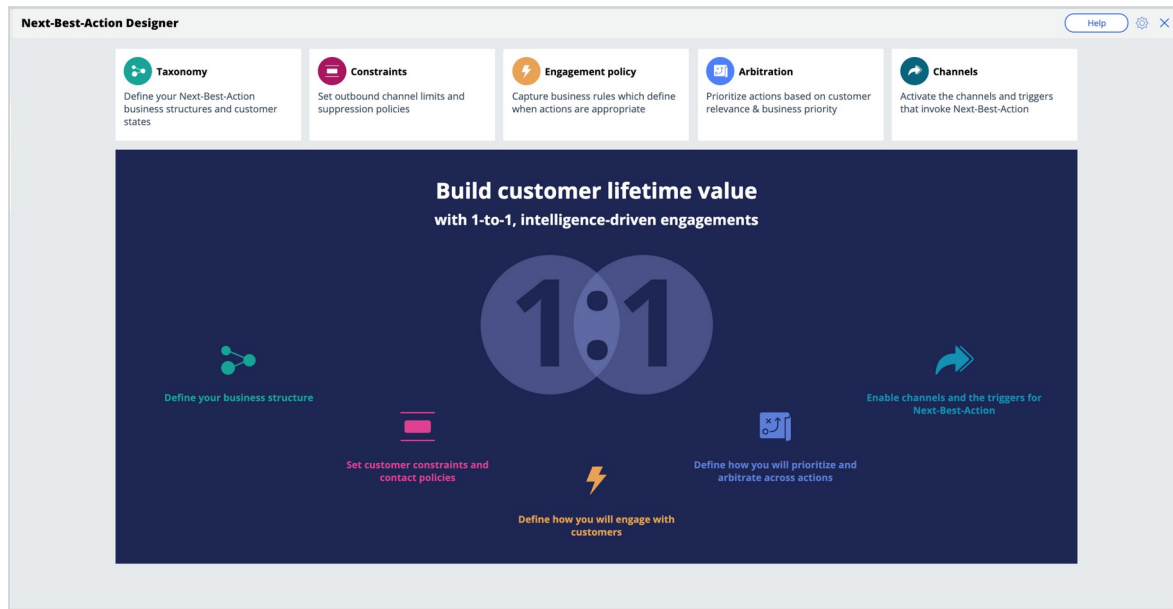 Next-Best-Action Designer
Help
Taxonomy
Define your Next-Best-Action
business structures and customer
states
Constraints
Set outbound channel limits and
suppression policies
Engagement policy
Capture business rules which define
when actions are appropriate
Arbitration
Prioritize actions based on customer
relevance & business priority
Channels
Activate the channels and triggers
that invoke Next-Best-Action
Build customer lifetime value
with 1-to-1, intelligence-driven engagements
1:1
Define your business structure
Set customer constraints and
contact policies
Define how you will engage with
customers
Define how you will prioritize and
arbitrate across actions
Enable channels and the triggers for
Next-Best-Action